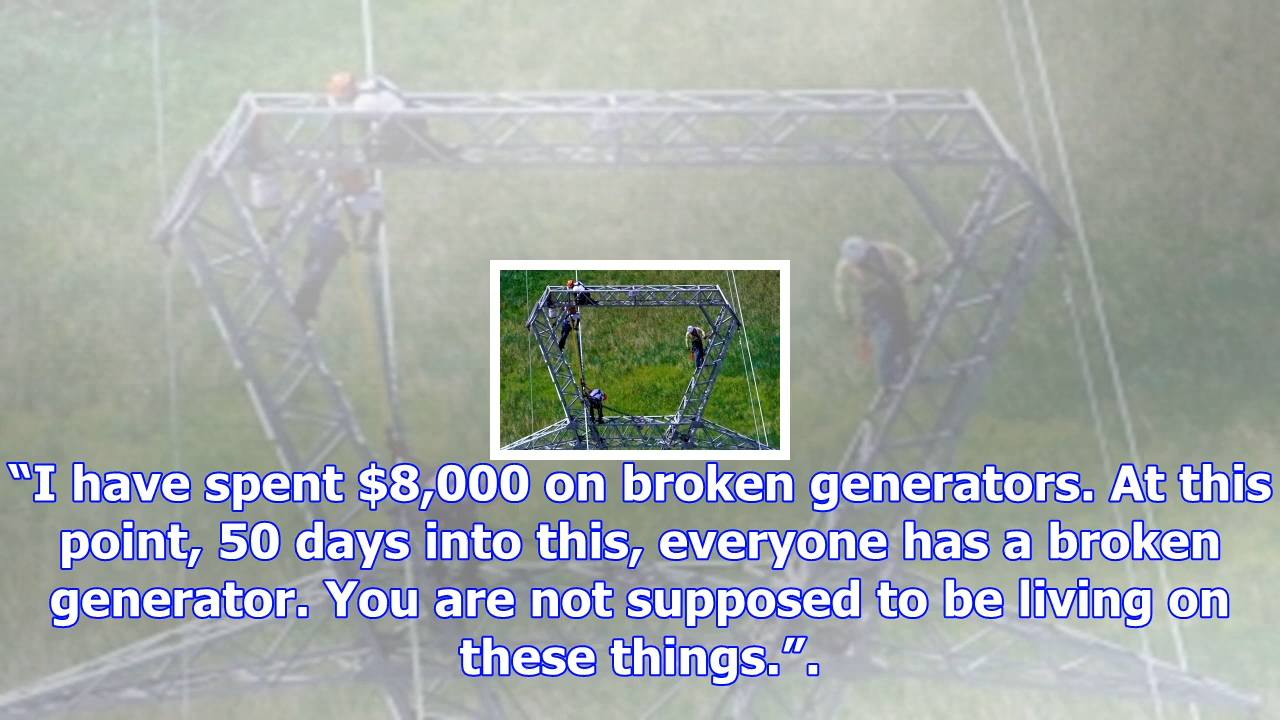 “I have spent $8,000 on broken generators. At this
point, 50 days into this, everyone has a broken
generator. You are not supposed to be living on
these things.”.